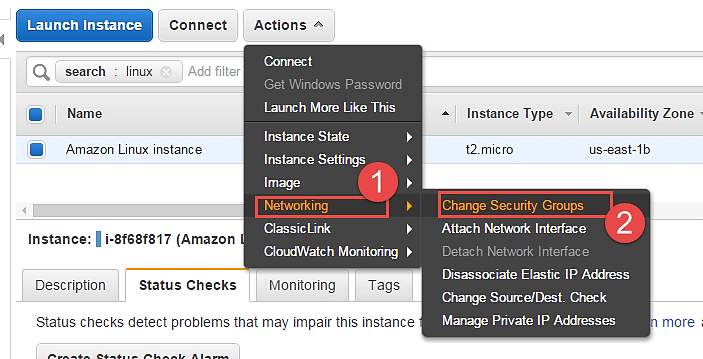 Launch Instance Connect Actions
search : linux Add filter
Connect
Get Windows Password
Launch More Like This
Name Instance Type Availability Zone
Instance State
Amazon Linux instance t2.micro us-east-1b
Instance Settings
1
Image
Networking Change Security Groups
2
ClassicLink Attach Network Interface
Instance: i-8f68f817 (Amazon L
CloudWatch Monitoring Detach Network Interface
Disassociate Elastic IP Address
Description Status Checks Monitoring Tags
Change Source/Dest. Check
Status checks detect problems that may impair this instance f
Manage Private IP Addresses
rn more a
Create Status Check Alarm